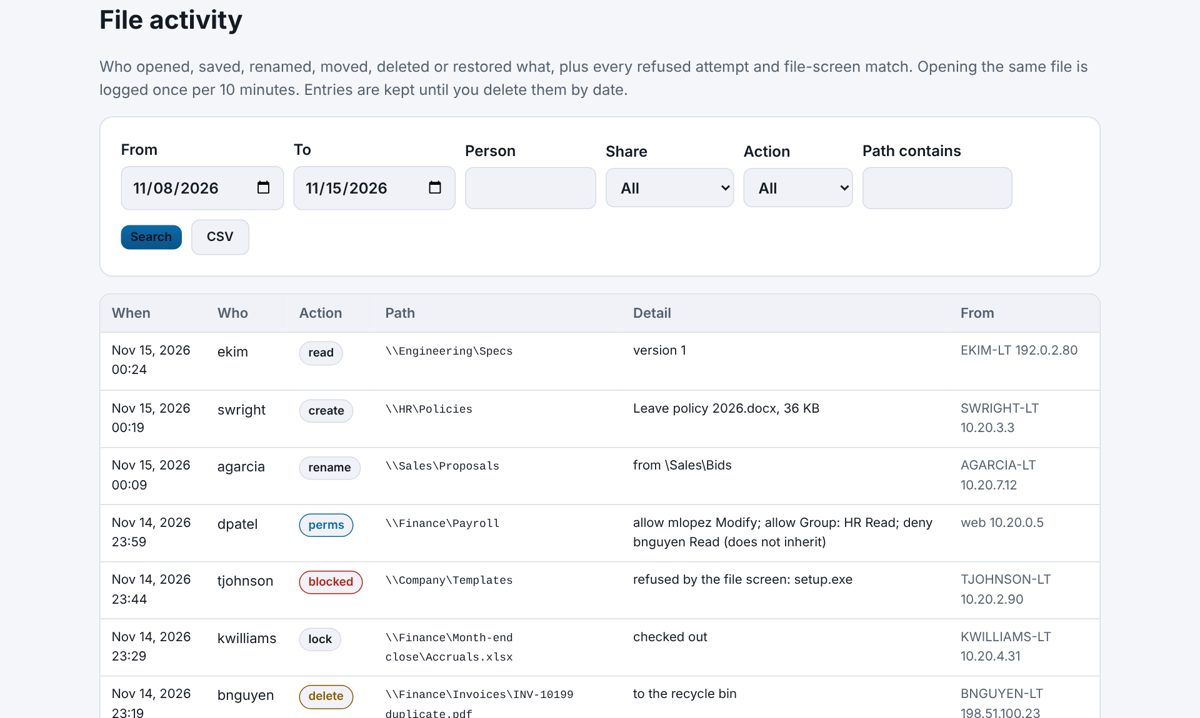 File activity
Who opened, saved, renamed, moved, deleted or restored what, plus every refused attempt and file-screen match. Opening the same file is
logged once per 10 minutes. Entries are kept until you delete them by date.
From To Person Share Action Path contains
11/08/2026 11/15/2026 All All
Search CSV
When Who Action Path Detail From
Nov 15, 2026 ekim read \\Engineering\Specs version 1 EKIM-LT 192.0.2.80
00:24
Nov 15, 2026 swright create \\HR\Policies Leave policy 2026.docx, 36 KB SWRIGHT-LT
00:19 10.20.3.3
Nov 15, 2026 agarcia rename \\Sales\Proposals from \Sales\Bids AGARCIA-LT
00:09 10.20.7.12
Nov 14, 2026 dpatel perms \\Finance\Payroll allow mlopez Modify; allow Group: HR Read; deny web 10.20.0.5
23:59 bnguyen Read (does not inherit)
Nov 14, 2026 tjohnson blocked \\Company\Templates refused by the file screen: setup.exe TJOHNSON-LT
23:44 10.20.2.90
Nov 14, 2026 kwilliams lock \\Finance\Month-end checked out KWILLIAMS-LT
23:29 close\Accruals.xlsx 10.20.4.31
Nov 14, 2026 bnguyen delete \\Finance\Invoices\INV-10199 to the recycle bin BNGUYEN-LT
23:19 duplicate.pdf 198.51.100.23